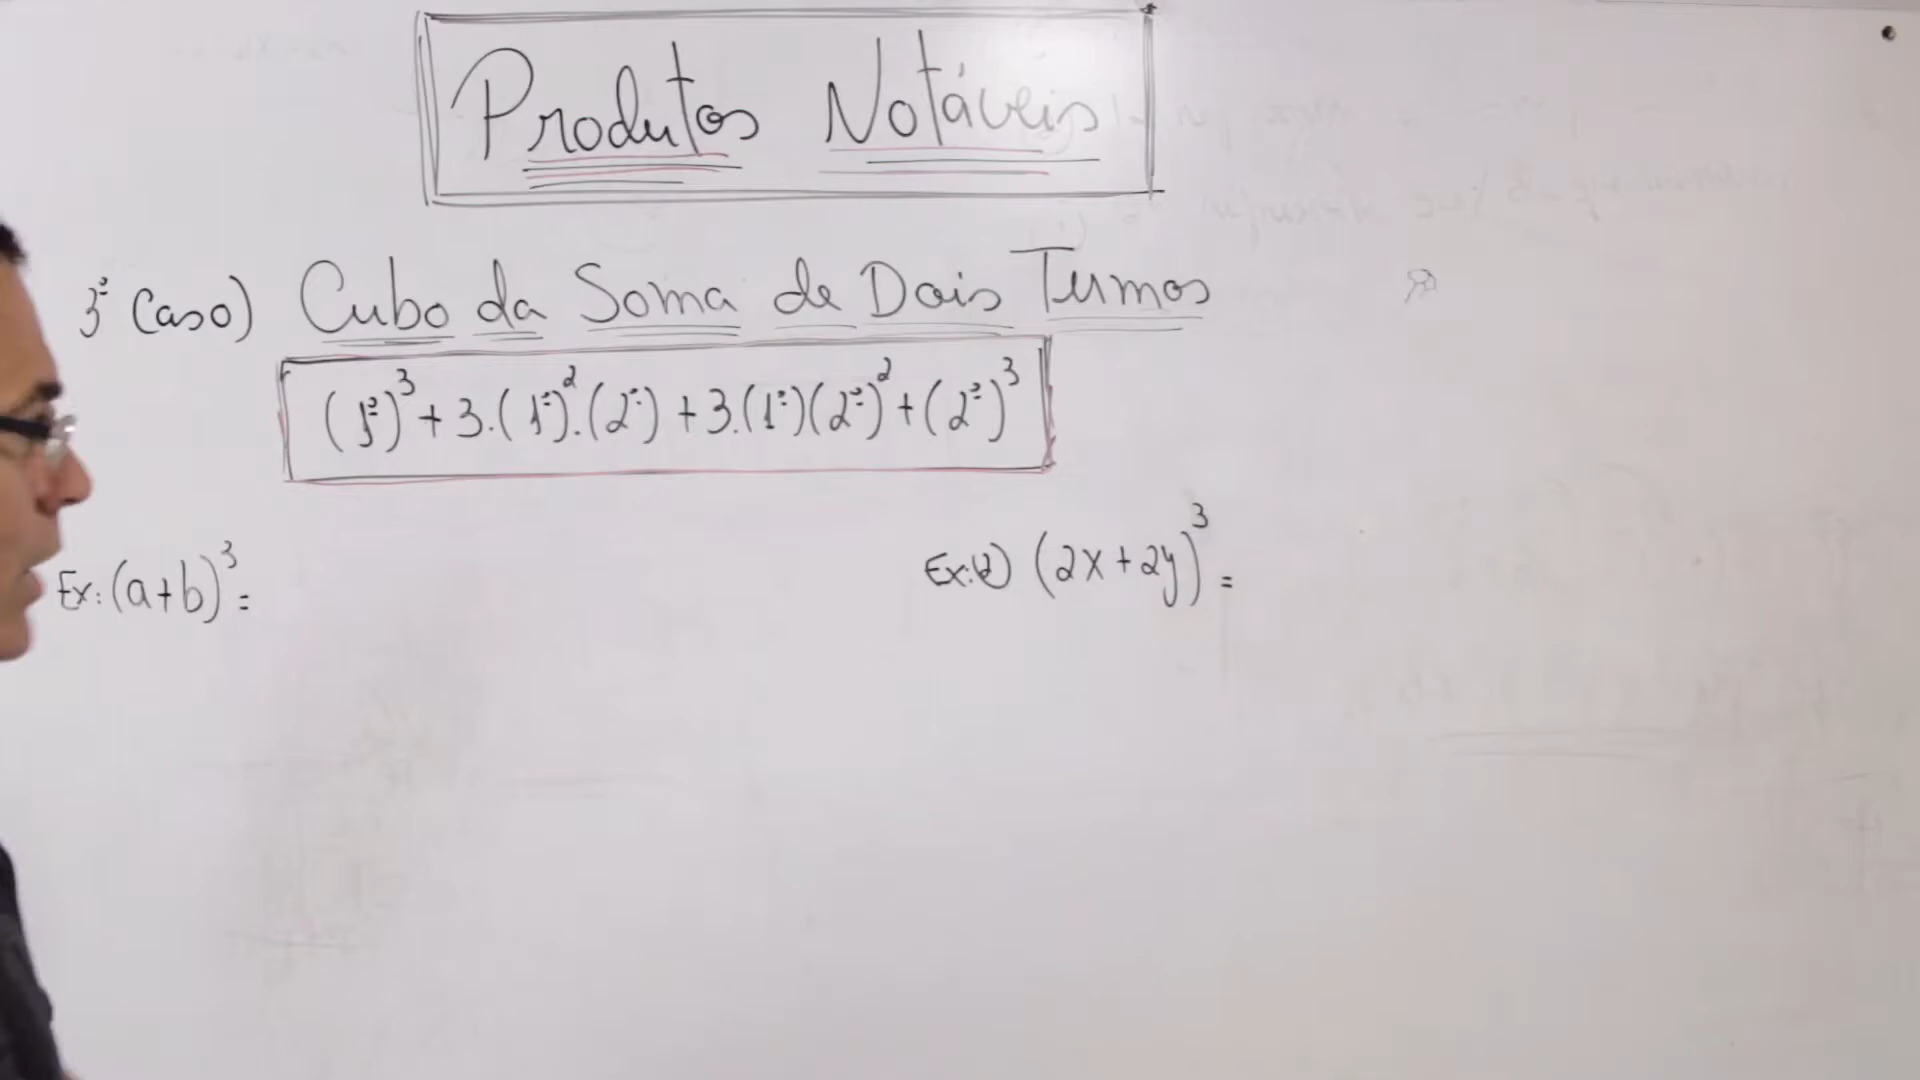 Produtos Notáveis
3º Caso) Cubo da Soma de Dois Termos
(1º)³ + 3.(1º)².(2º) + 3.(1º)(2º)² + (2º)³
Ex: (a+b)³ =
Ex:(2) (2x + 2y)³ =